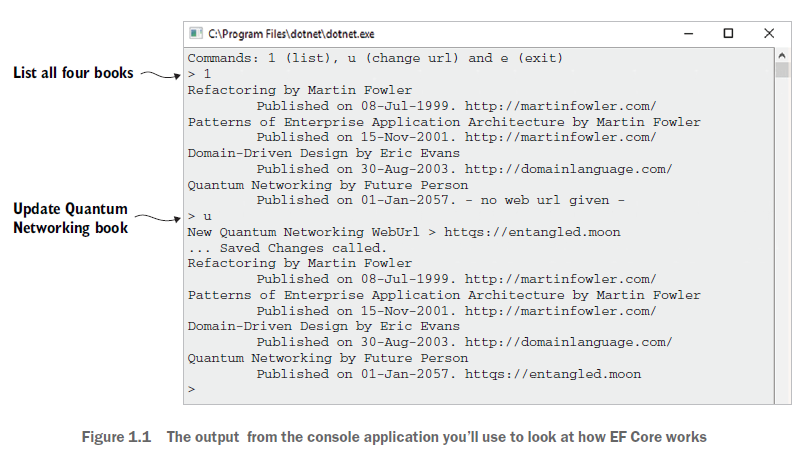 C:\Program Files\dotnet\dotnet.exe
Commands: l (list), u (change url) and e (exit)
List all four books
> l
Refactoring by Martin Fowler
Published on 08-Jul-1999. http://martinfowler.com/
Patterns of Enterprise Application Architecture by Martin Fowler
Published on 15-Nov-2001. http://martinfowler.com/
Domain-Driven Design by Eric Evans
Published on 30-Aug-2003. http://domainlanguage.com/
Quantum Networking by Future Person
Published on 01-Jan-2057. - no web url given -
Update Quantum
Networking book
> u
New Quantum Networking WebUrl > httqs://entangled.moon
... Saved Changes called.
Refactoring by Martin Fowler
Published on 08-Jul-1999. http://martinfowler.com/
Patterns of Enterprise Application Architecture by Martin Fowler
Published on 15-Nov-2001. http://martinfowler.com/
Domain-Driven Design by Eric Evans
Published on 30-Aug-2003. http://domainlanguage.com/
Quantum Networking by Future Person
Published on 01-Jan-2057. httqs://entangled.moon
>
Figure 1.1 The output from the console application you'll use to look at how EF Core works